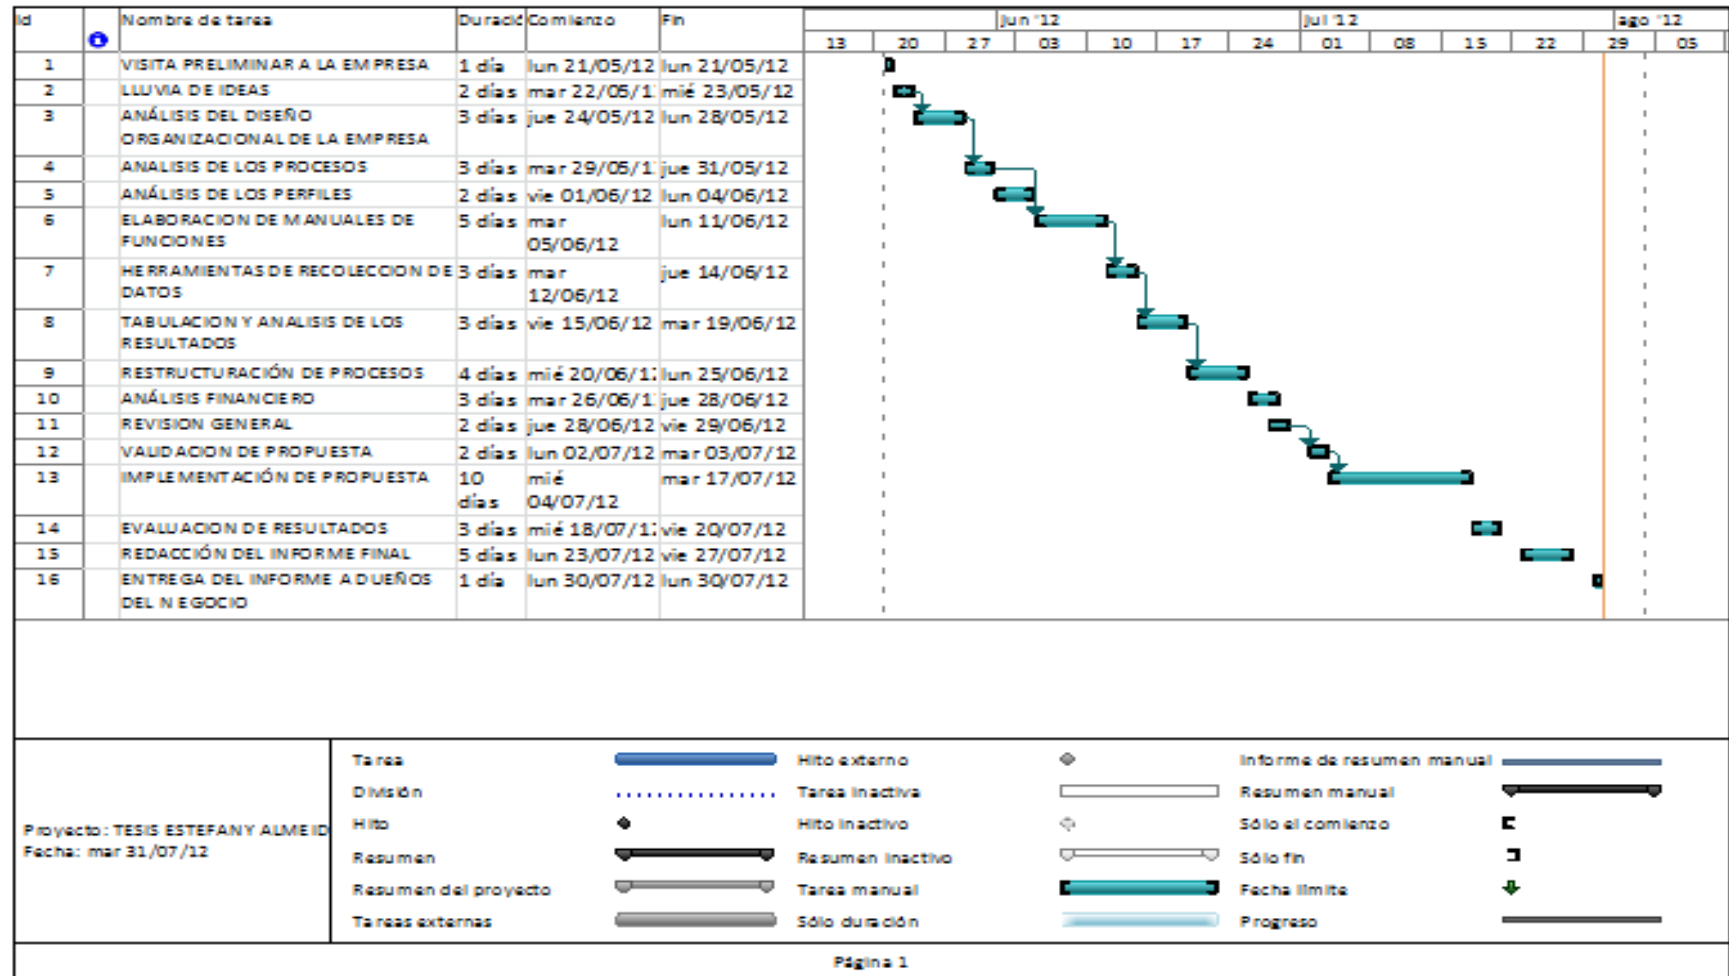 Id Nombre de tarea Duració Comienzo Fin jun '12 jul '12 ago '12
13 20 27 03 10 17 24 01 08 15 22 29 05
1 VISITA PRELIMINAR A LA EMPRESA 1 día lun 21/05/12 lun 21/05/12
2 LLUVIA DE IDEAS 2 días mar 22/05/1 mié 23/05/12
3 ANÁLISIS DEL DISEÑO 3 días jue 24/05/12 lun 28/05/12
ORGANIZACIONAL DE LA EMPRESA
4 ANALISIS DE LOS PROCESOS 3 días mar 29/05/1 jue 31/05/12
5 ANÁLISIS DE LOS PERFILES 2 días vie 01/06/12 lun 04/06/12
6 ELABORACION DE MANUALES DE 5 días mar lun 11/06/12
FUNCIONES 05/06/12
7 HERRAMIENTAS DE RECOLECCION DE 3 días mar jue 14/06/12
DATOS 12/06/12
8 TABULACION Y ANALISIS DE LOS 3 días vie 15/06/12 mar 19/06/12
RESULTADOS
9 RESTRUCTURACIÓN DE PROCESOS 4 días mié 20/06/1 lun 25/06/12
10 ANÁLISIS FINANCIERO 3 días mar 26/06/1 jue 28/06/12
11 REVISION GENERAL 2 días jue 28/06/12 vie 29/06/12
12 VALIDACION DE PROPUESTA 2 días lun 02/07/12 mar 03/07/12
13 IMPLEMENTACIÓN DE PROPUESTA 10 mié mar 17/07/12
días 04/07/12
14 EVALUACION DE RESULTADOS 3 días mié 18/07/1 vie 20/07/12
15 REDACCIÓN DEL INFORME FINAL 5 días lun 23/07/12 vie 27/07/12
16 ENTREGA DEL INFORME A DUEÑOS 1 día lun 30/07/12 lun 30/07/12
DEL NEGOCIO
Proyecto: TESIS ESTEFANY ALMEID
Fecha: mar 31/07/12
Tarea Hito externo Informe de resumen manual
División Tarea inactiva Resumen manual
Hito Hito inactivo Sólo el comienzo
Resumen Resumen inactivo Sólo fin
Resumen del proyecto Tarea manual Fecha límite
Tareas externas Sólo duración Progreso
Página 1